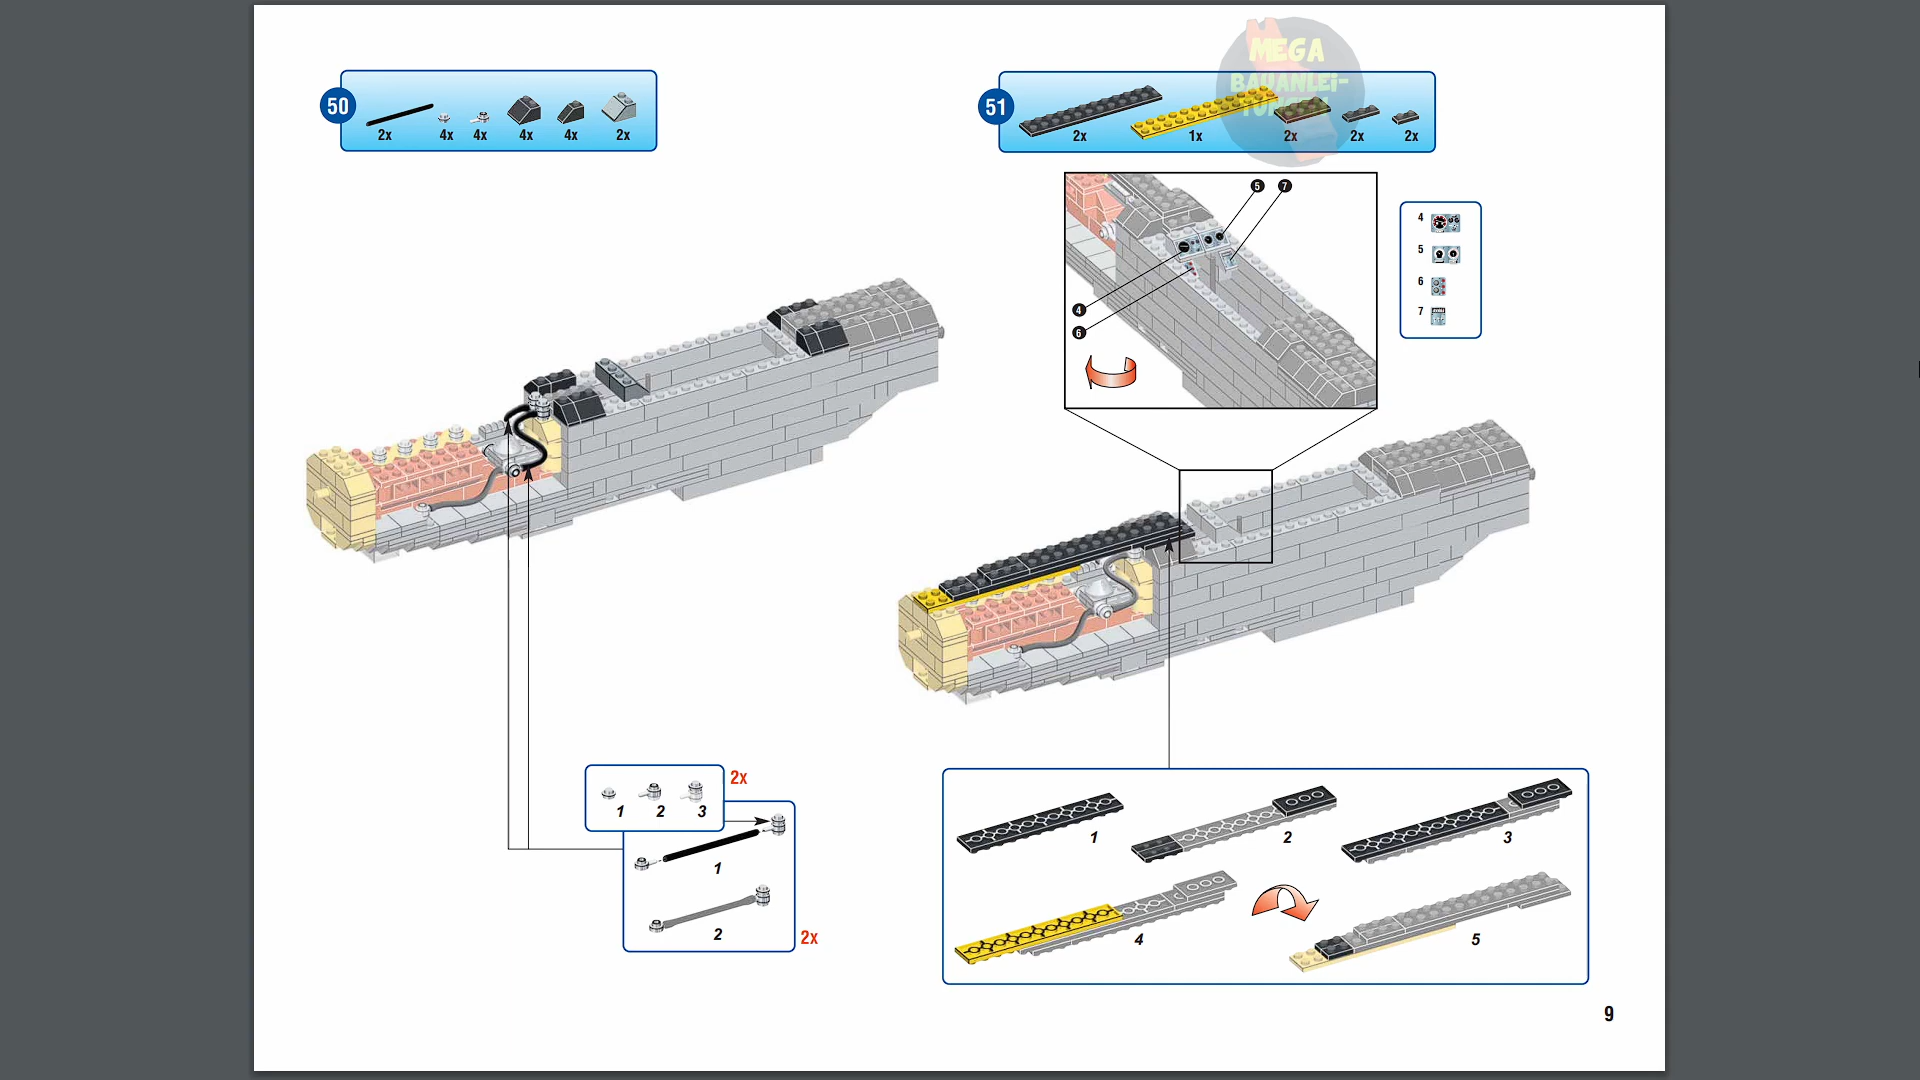 50
2x 4x 4x 4x 4x 2x
51
2x 1x 2x 2x 2x
MEGA
BAUANLEI-
5 7
4
6
4
5
6
7
2x
1 2 3
1
2
2x
1 2 3
4 5
9